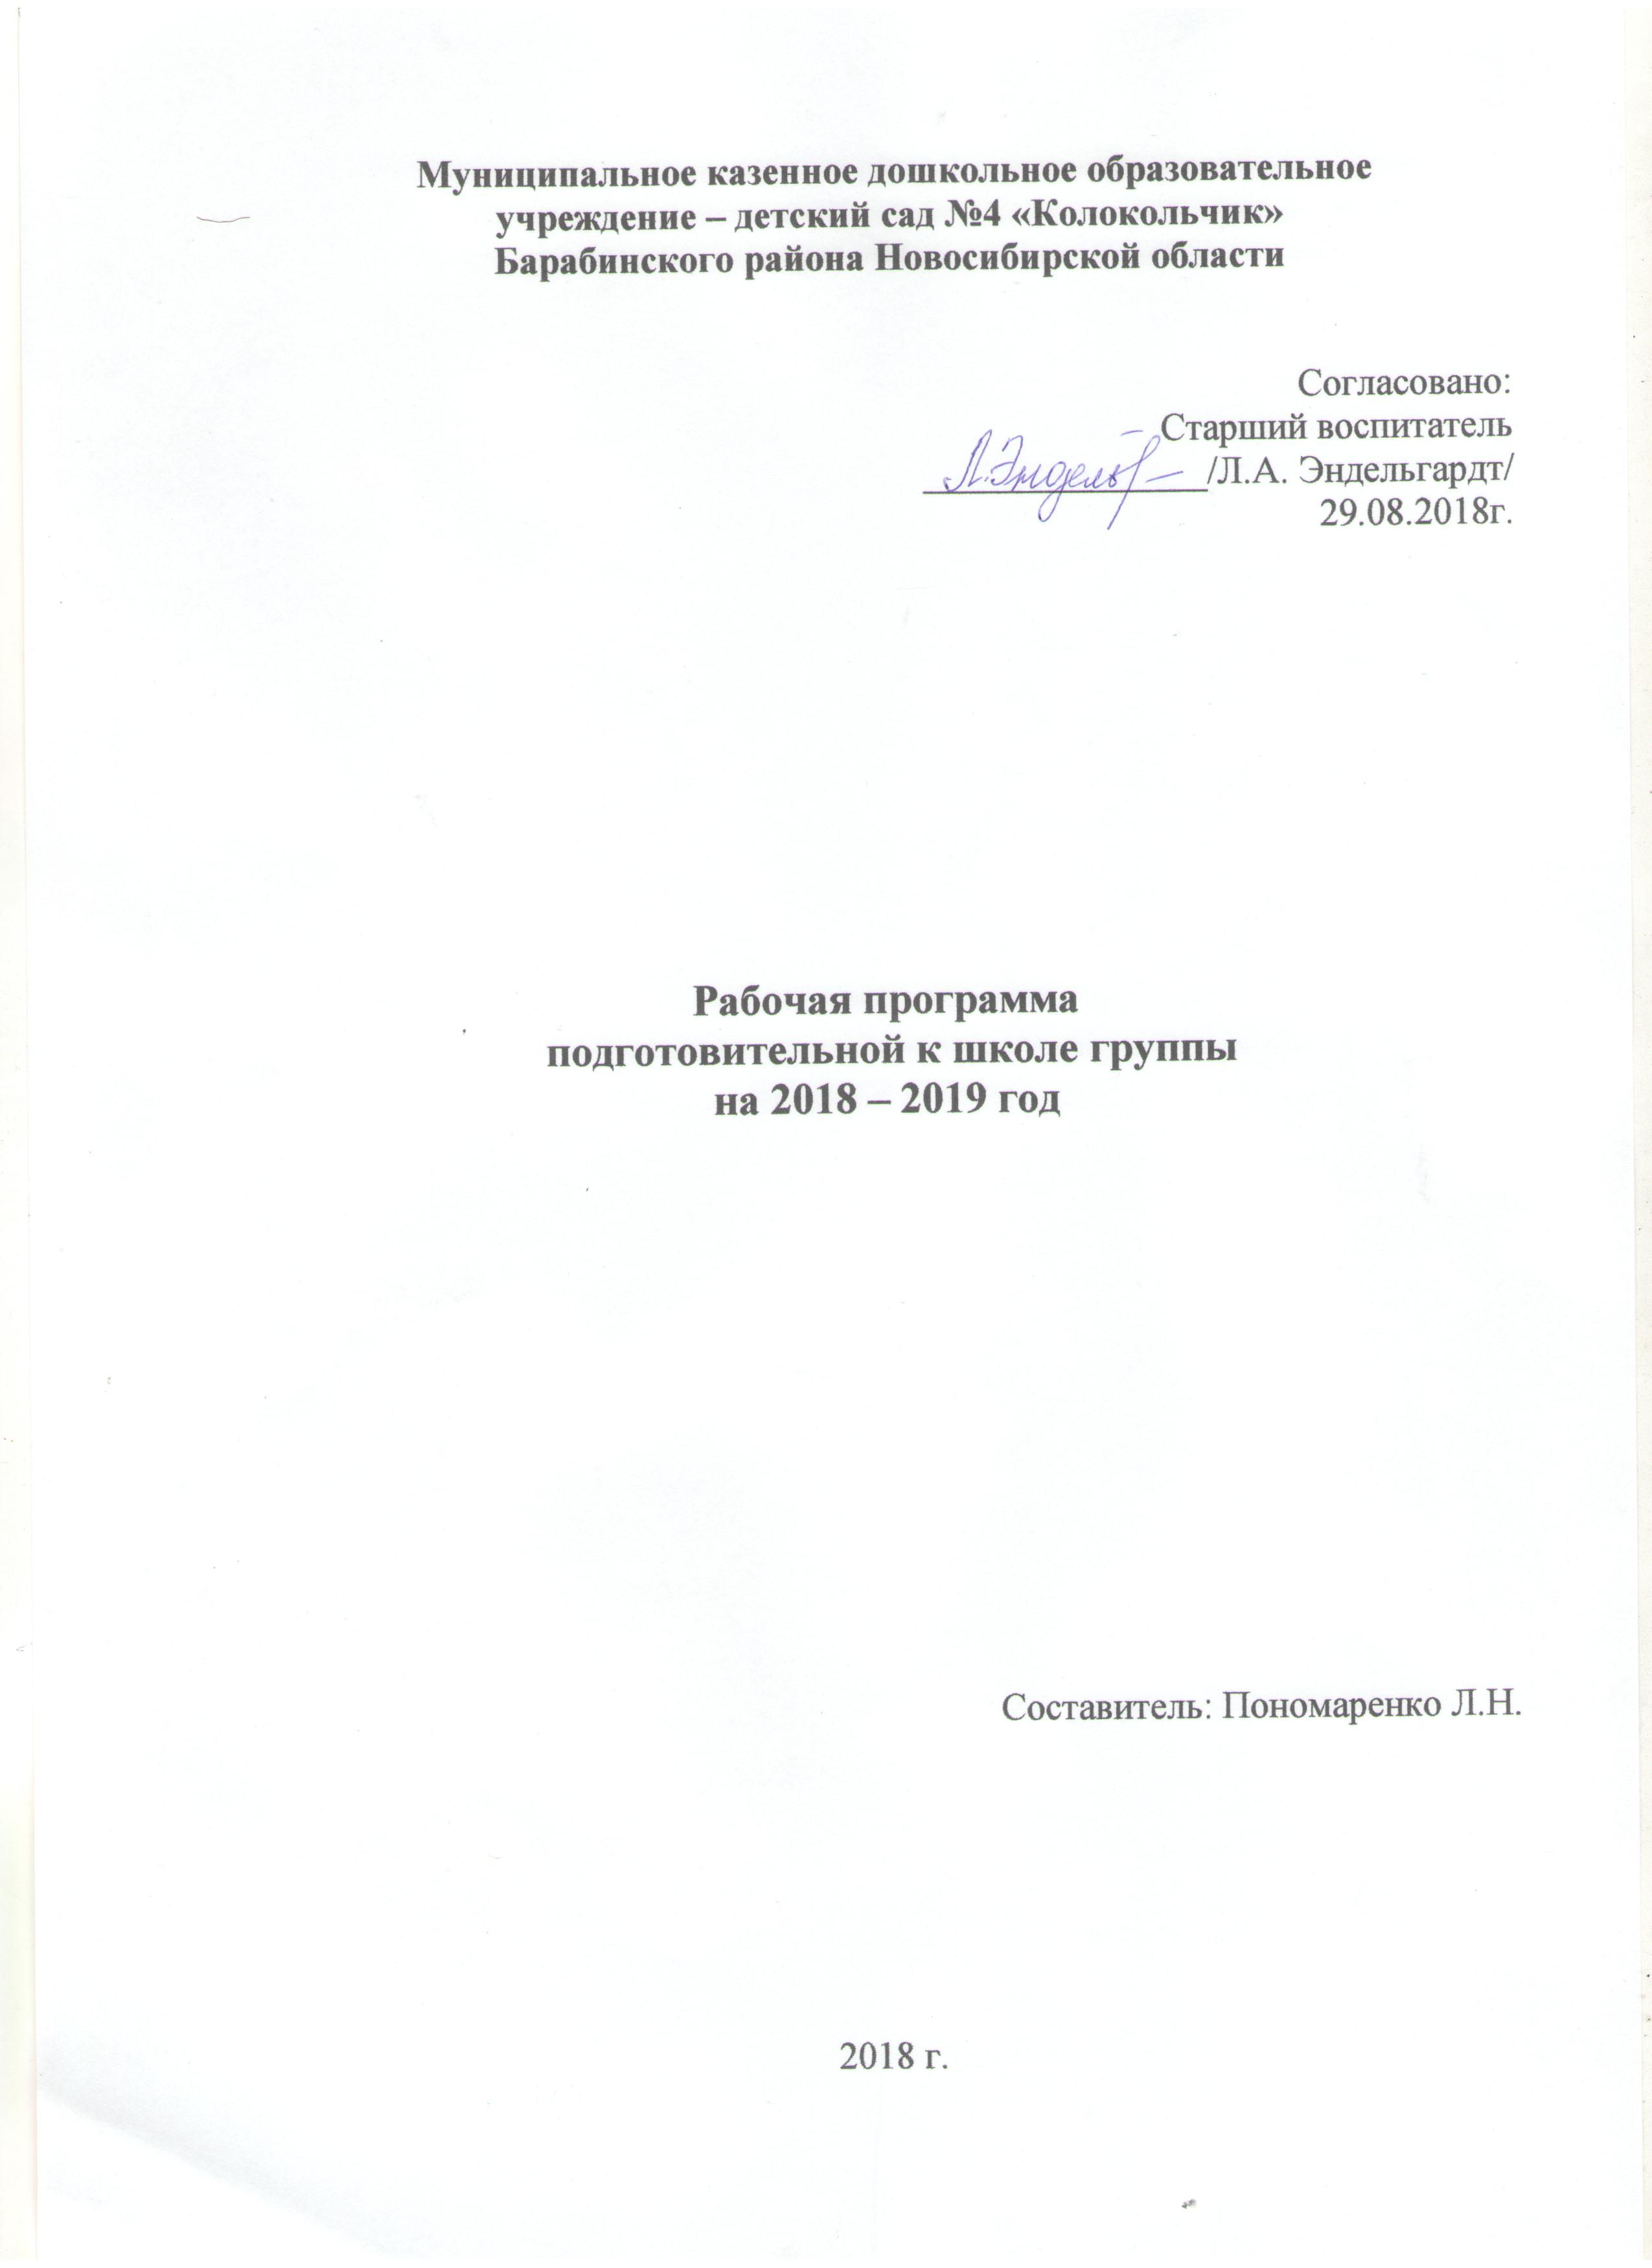 Муниципальное казенное дошкольное образовательное
учреждение – детский сад №4 «Колокольчик»
Барабинского района Новосибирской области
Согласовано:
Старший воспитатель
Л.Эндельг /Л.А. Эндельгардт/
29.08.2018г.
Рабочая программа
подготовительной к школе группы
на 2018 – 2019 год
Составитель: Пономаренко Л.Н.
2018 г.